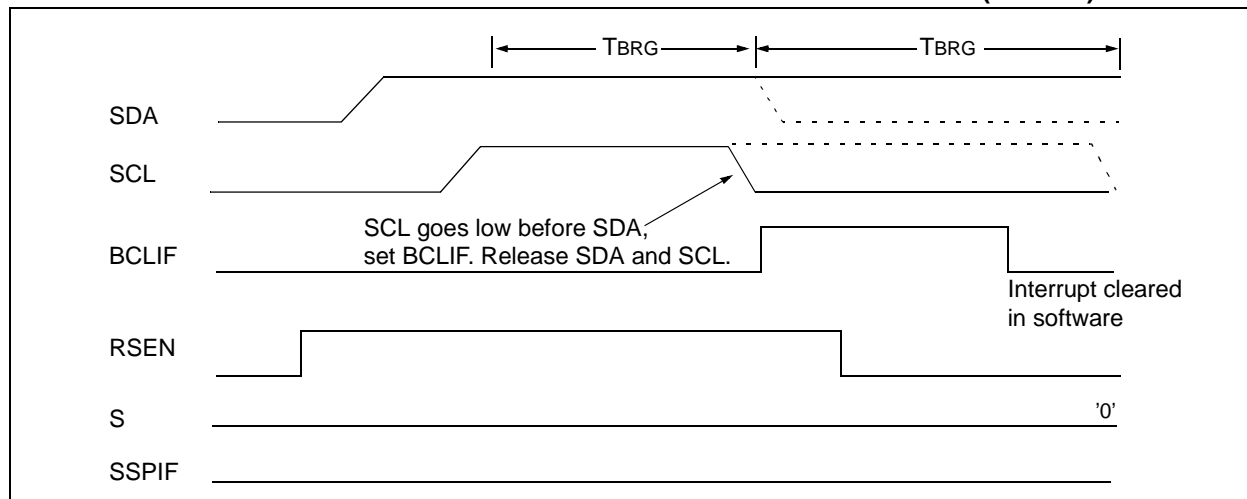 TBRG TBRG
SDA
SCL
SCL goes low before SDA,
set BCLIF. Release SDA and SCL.
BCLIF
Interrupt cleared
in software
RSEN
S '0'
SSPIF